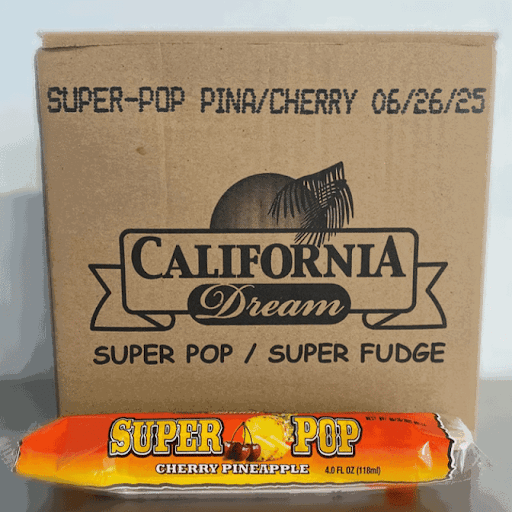 SUPER-POP PINA/CHERRY 06/26/25
CALIFORNIA
Dream
SUPER POP / SUPER FUDGE
SUPER POP
CHERRY PINEAPPLE
4.0 FL OZ (118ml)